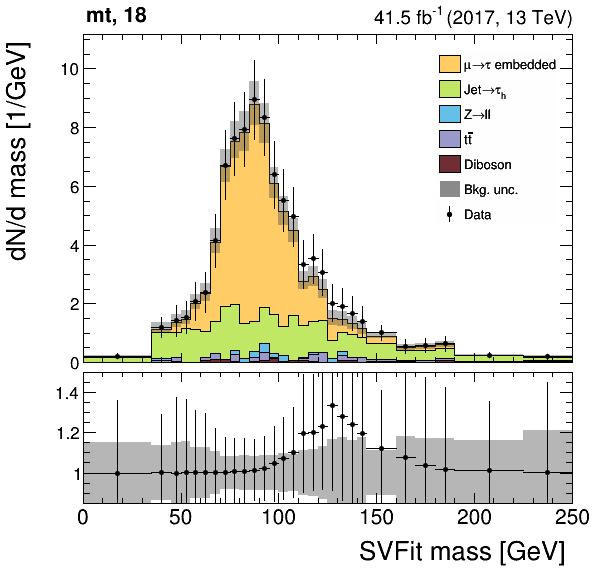 mt, 18
41.5 fb⁻¹ (2017, 13 TeV)
dN/d mass [1/GeV]
10
8
6
4
2
0
μ→τ embedded
Jet→τₕ
Z→ll
tt̄
Diboson
Bkg. unc.
Data
1.4
1.2
1
0 50 100 150 200 250
SVFit mass [GeV]